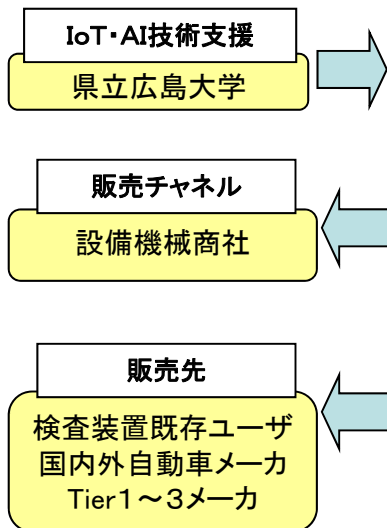 IoT・AI技術支援
県立広島大学
販売チャネル
設備機械商社
販売先
検査装置既存ユーザ
国内外自動車メーカ
Tier1～3メーカ